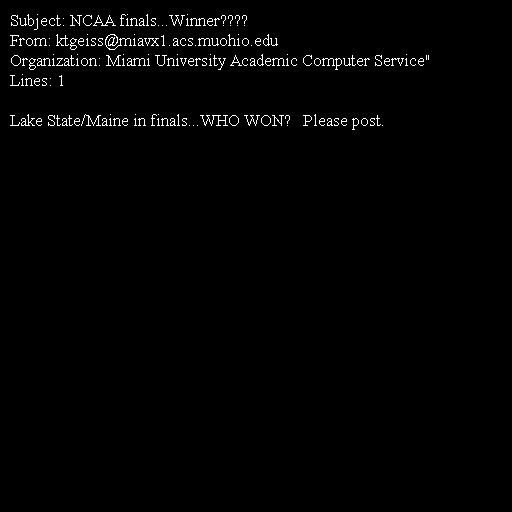 Subject: NCAA finals...Winner????
From: ktgeiss@miavx1.acs.muohio.edu
Organization: Miami University Academic Computer Service"
Lines: 1
Lake State/Maine in finals...WHO WON?   Please post.